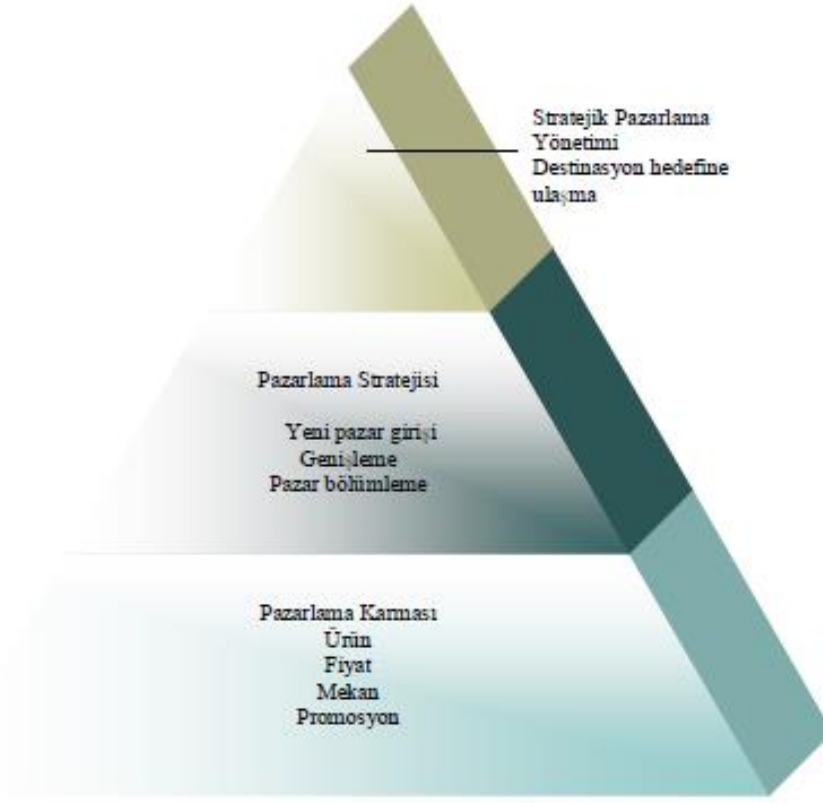 Stratejik Pazarlama
Yönetimi
Destinasyon hedefine
ulaşma
Pazarlama Stratejisi
Yeni pazar girişi
Genişleme
Pazar bölümleme
Pazarlama Karması
Ürün
Fiyat
Mekan
Promosyon